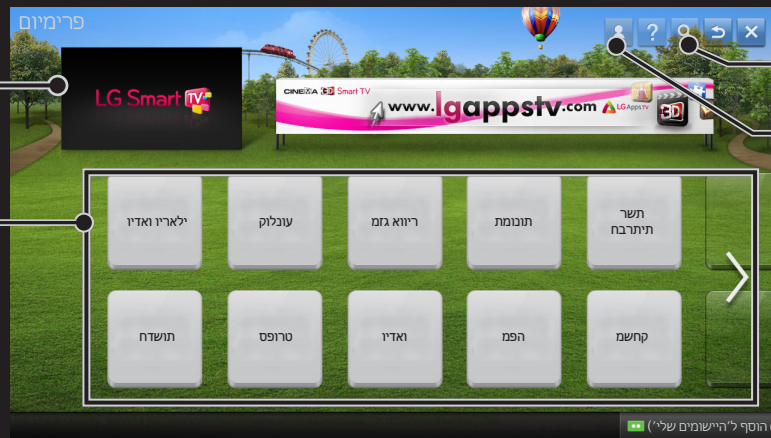 פרימיום
?
LG Smart TV
CINEMA 3D Smart TV
www.lgappstv.com
LG Apps TV
3D
ילאריו ואדיו
עונלוק
ריווא גזמ
תונומת
תשר
תיתרבח
תושדח
טרופס
ואדיו
הפמ
קחשמ
(הוסף ל'היישומים שלי')